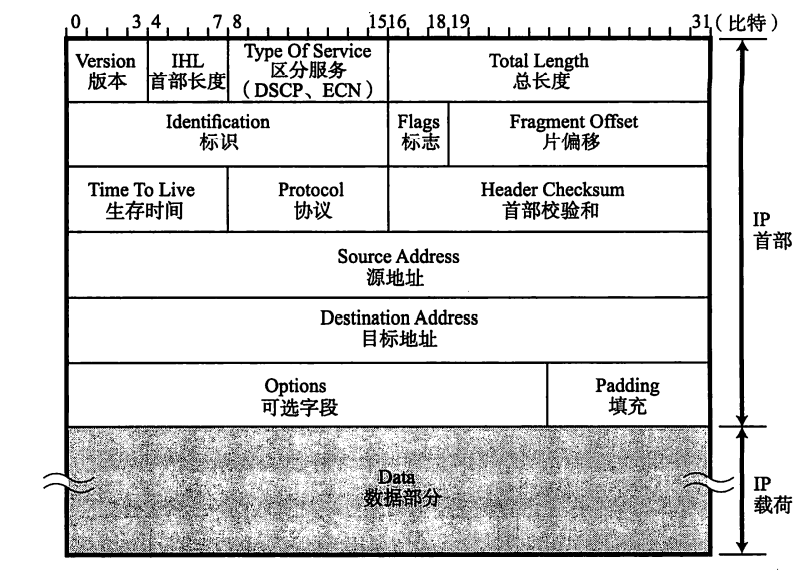 0 3 4 7 8 1516 18 19 31 (比特)
Version
版本
IHL
首部长度
Type Of Service
区分服务
(DSCP、ECN)
Total Length
总长度
Identification
标识
Flags
标志
Fragment Offset
片偏移
Time To Live
生存时间
Protocol
协议
Header Checksum
首部校验和
Source Address
源地址
Destination Address
目标地址
Options
可选字段
Padding
填充
IP
首部
Data
数据部分
IP
载荷